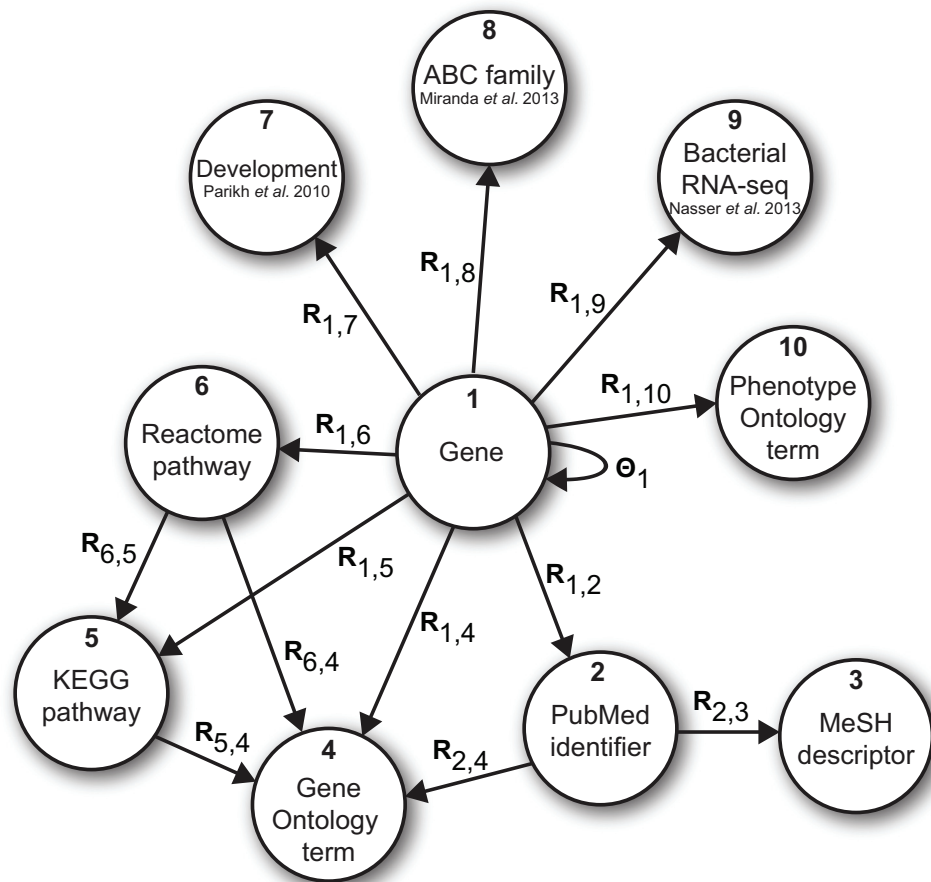 8
ABC family
Miranda et al. 2013
7
Development
Parikh et al. 2010
9
Bacterial
RNA-seq
Nasser et al. 2013
R1,8
R1,7
R1,9
10
Phenotype
Ontology
term
R1,10
6
Reactome
pathway
R1,6
1
Gene
Θ1
R6,5
R1,5
R1,2
R1,4
R6,4
5
KEGG
pathway
2
PubMed
identifier
R2,3
3
MeSH
descriptor
R5,4
R2,4
4
Gene
Ontology
term